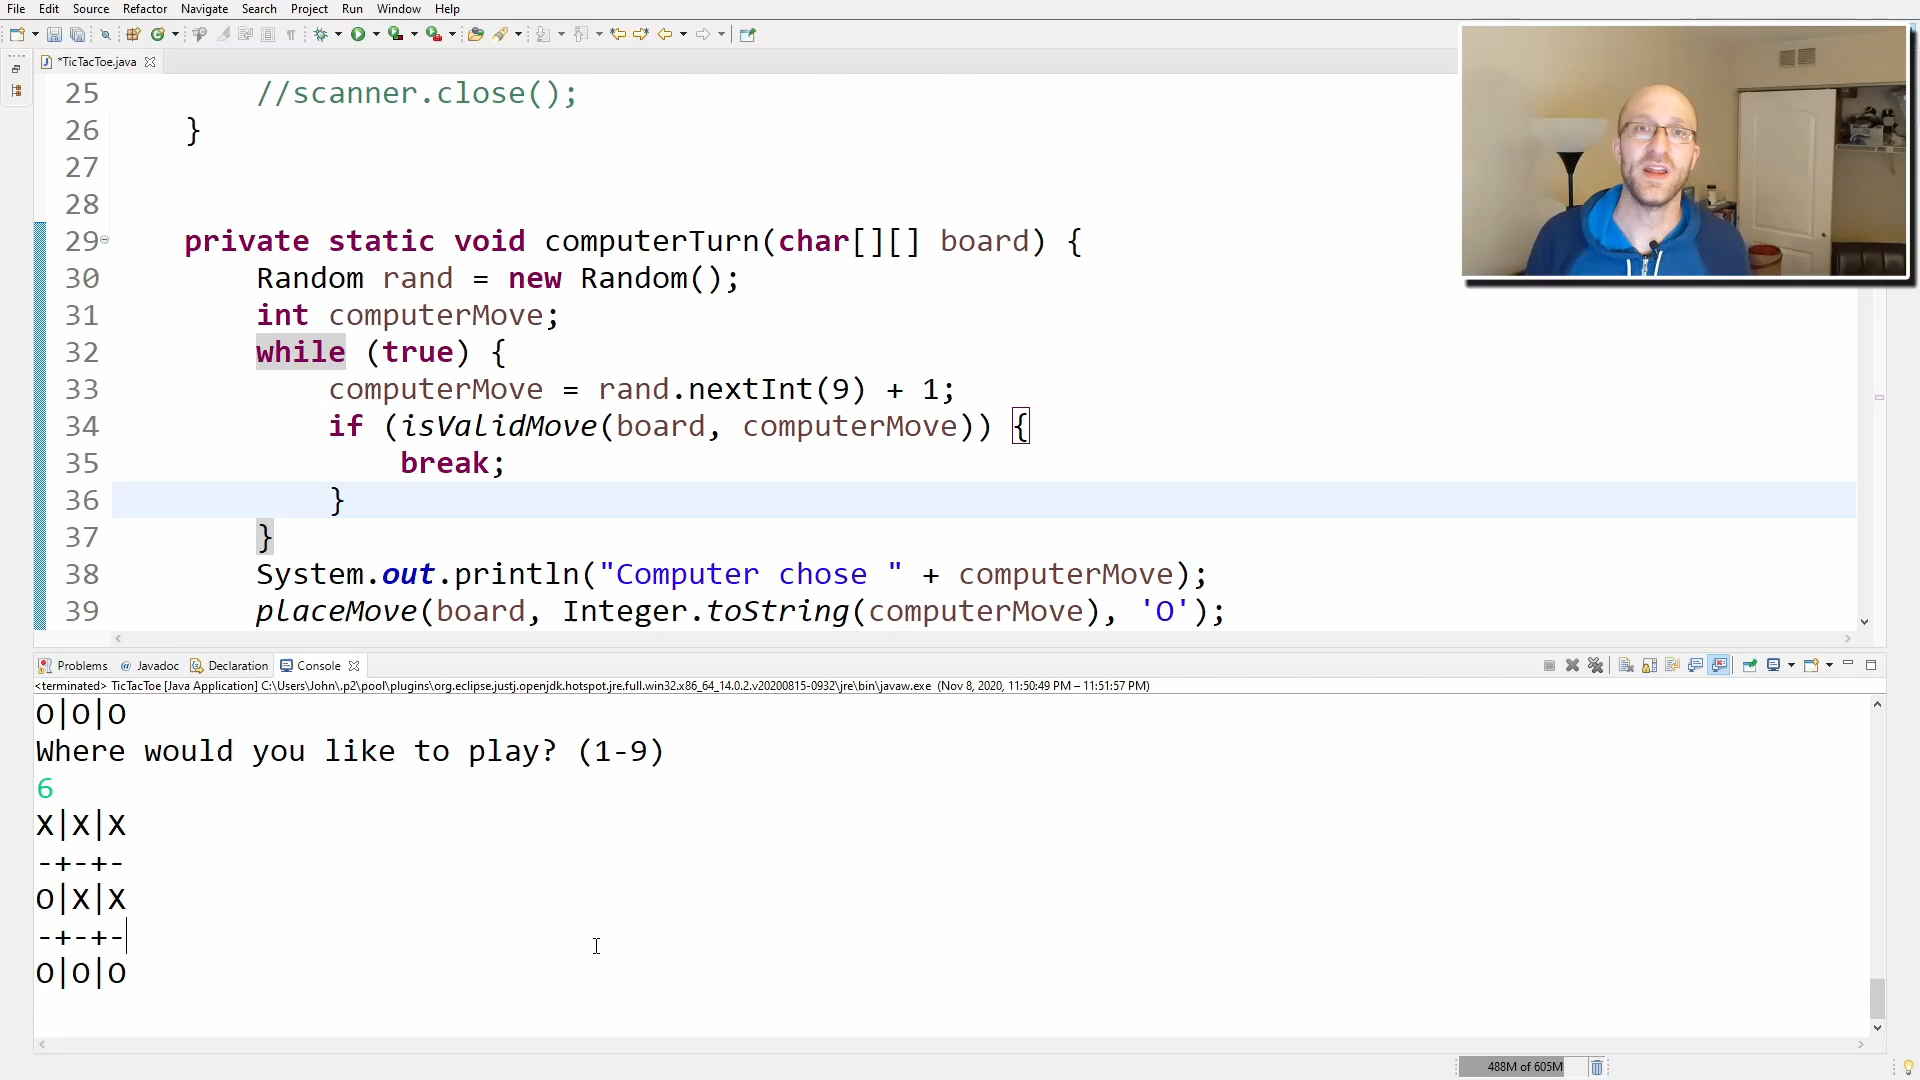 File Edit Source Refactor Navigate Search Project Run Window Help
*TicTacToe.java
25 //scanner.close();
26 }
27
28
29 private static void computerTurn(char[][] board) {
30 Random rand = new Random();
31 int computerMove;
32 while (true) {
33 computerMove = rand.nextInt(9) + 1;
34 if (isValidMove(board, computerMove)) {
35 break;
36 }
37 }
38 System.out.println("Computer chose " + computerMove);
39 placeMove(board, Integer.toString(computerMove), 'O');
Problems Javadoc Declaration Console
<terminated> TicTacToe [Java Application] C:\Users\John\.p2\pool\plugins\org.eclipse.justj.openjdk.hotspot.jre.full.win32.x86_64_14.0.2.v20200815-0932\jre\bin\javaw.exe (Nov 8, 2020, 11:50:49 PM – 11:51:57 PM)
O|O|O
Where would you like to play? (1-9)
6
X|X|X
-+-+-
O|X|X
-+-+-
O|O|O
488M of 605M